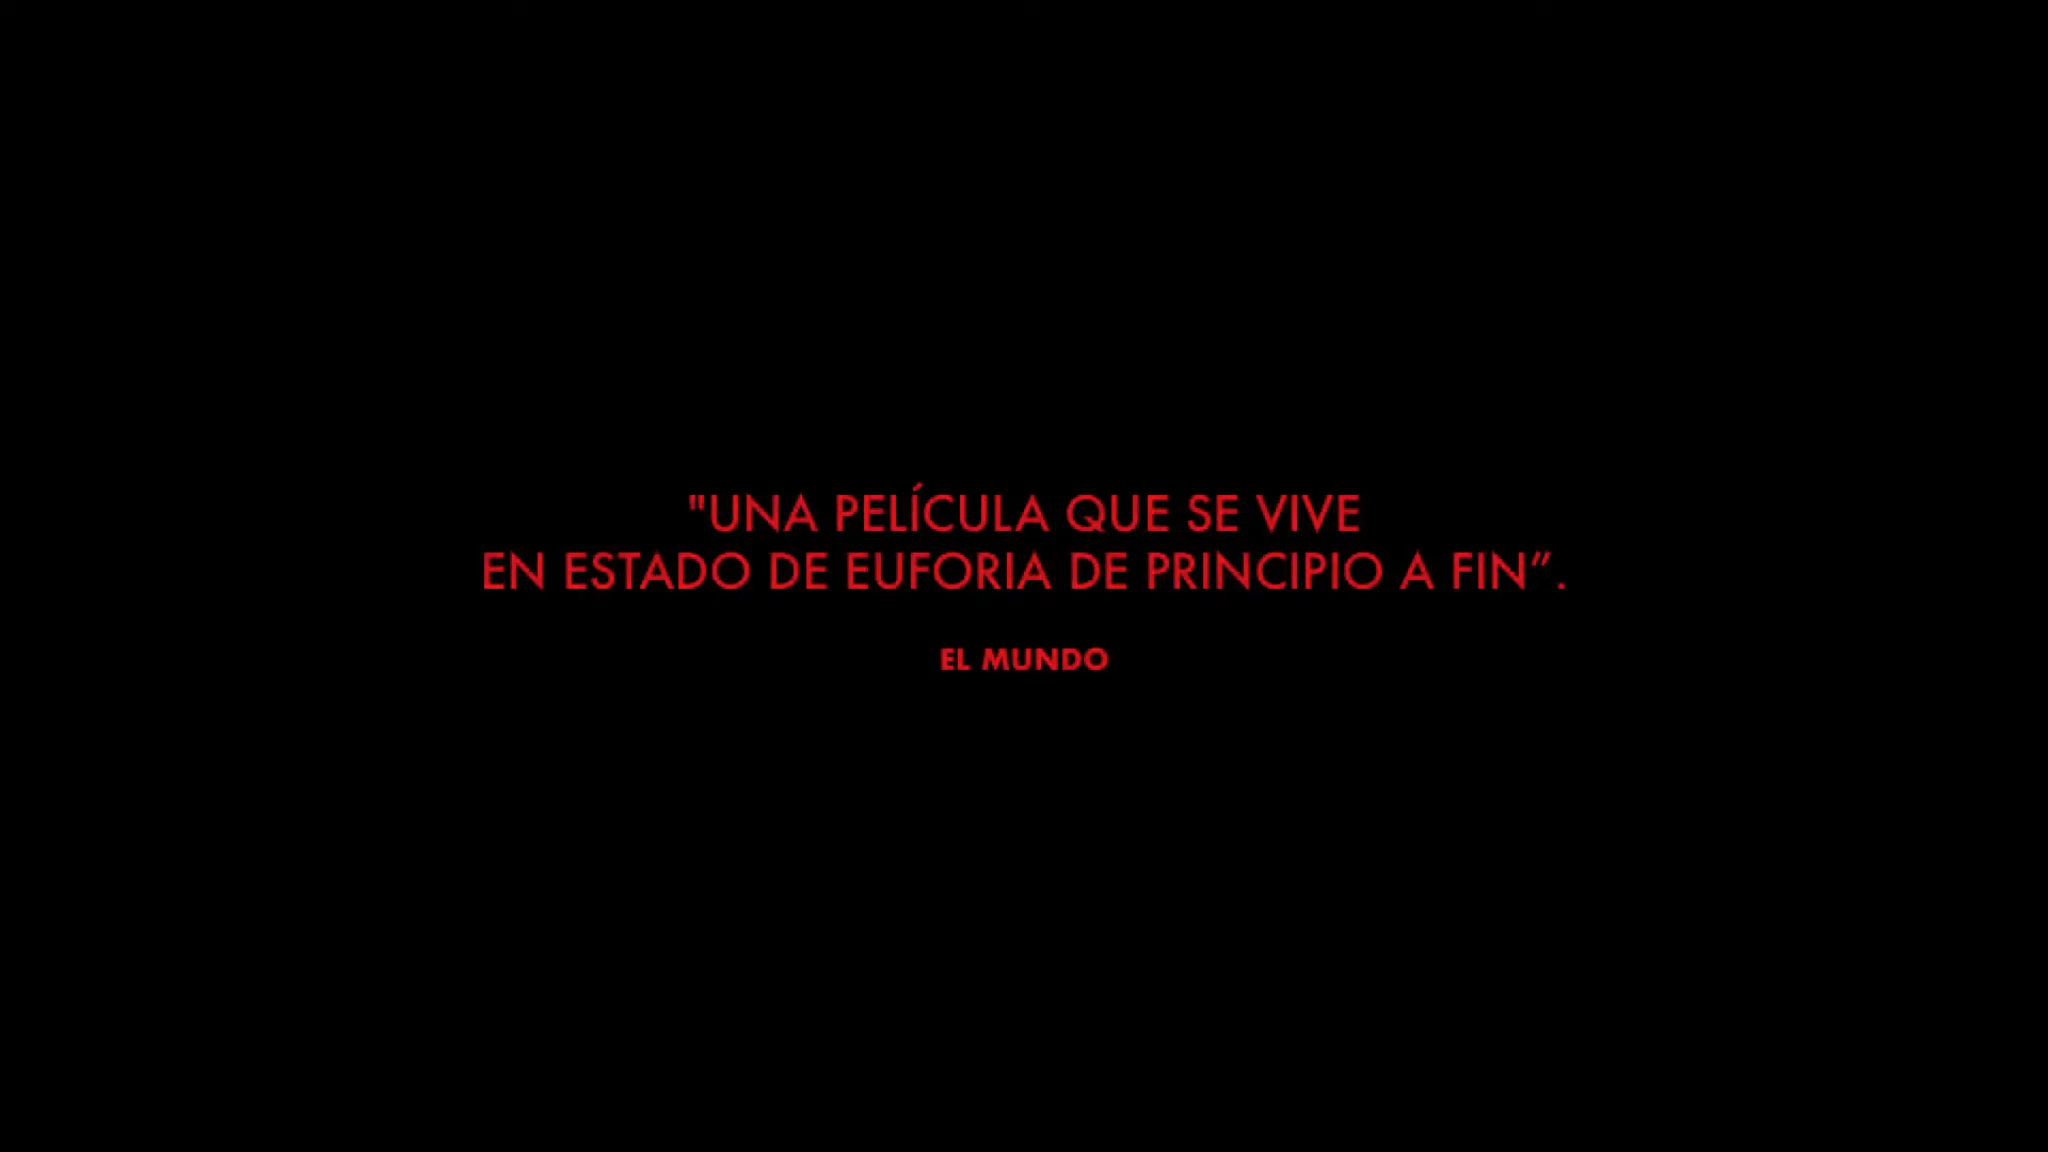 "UNA PELÍCULA QUE SE VIVE
EN ESTADO DE EUFORIA DE PRINCIPIO A FIN”.
EL MUNDO